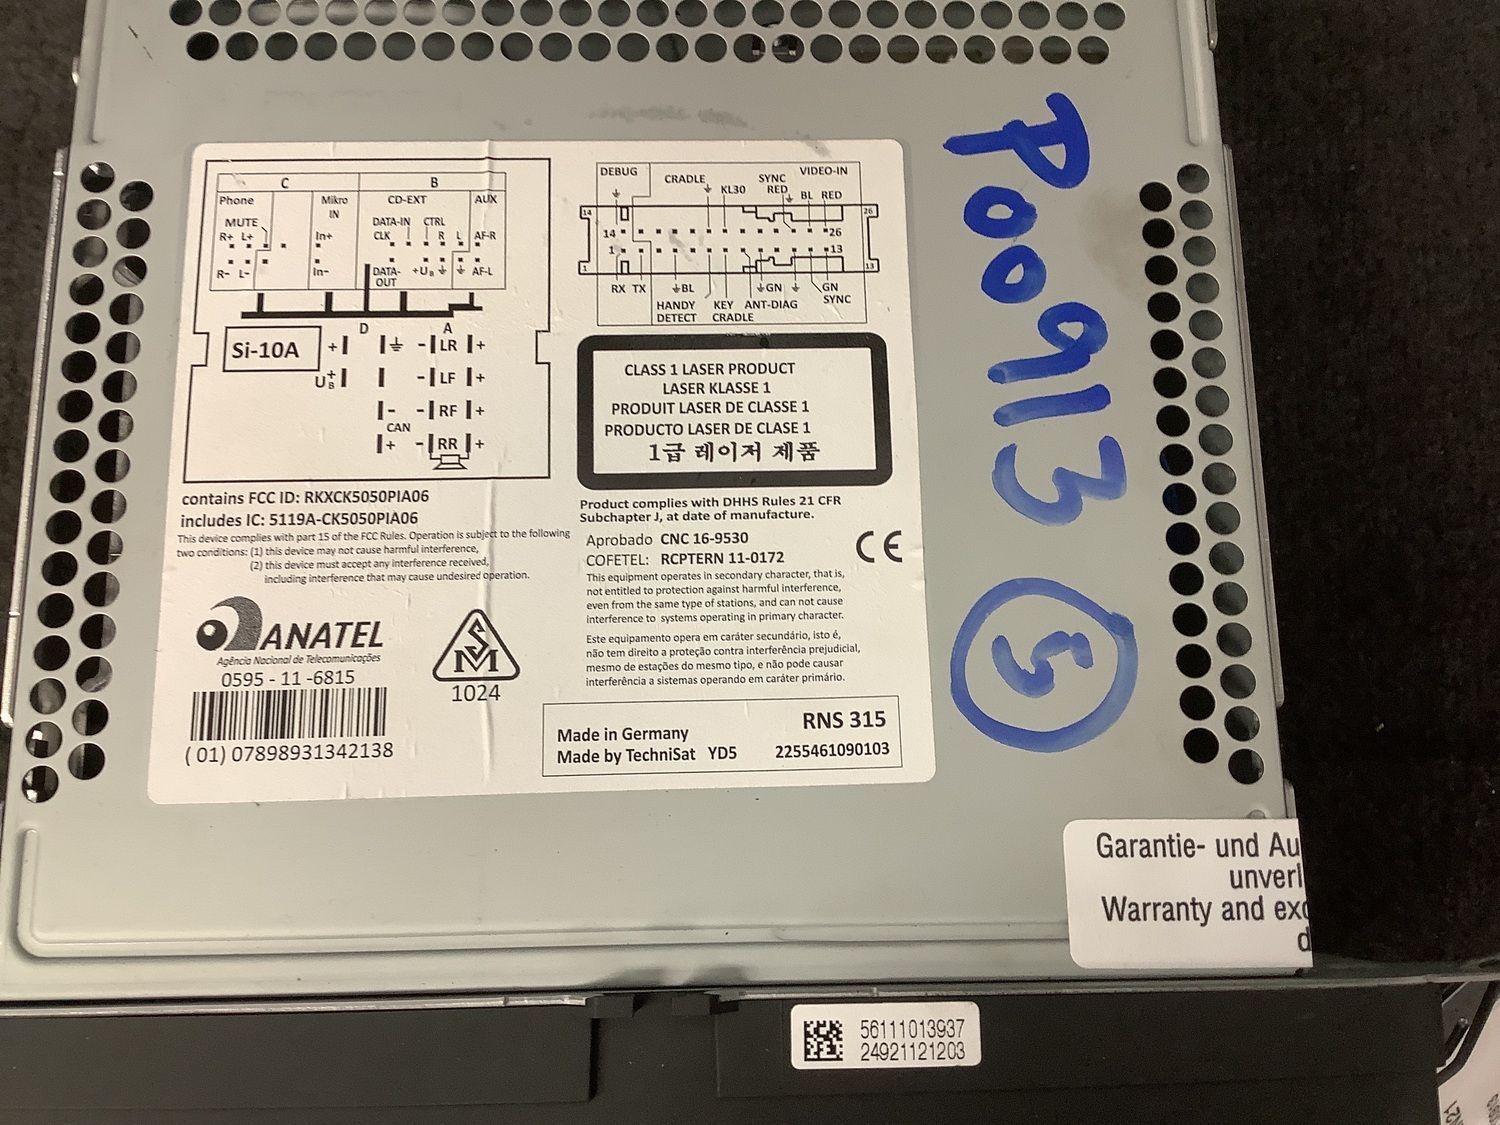 C B
Phone Mikro IN CD-EXT AUX
MUTE DATA-IN CTRL
R+ L+ In+ CLK R L AF-R
R- L- In- DATA-OUT +UB AF-L
D A
Si-10A + - LR +
U+B - LF +
- - RF +
CAN
+ - RR +
DEBUG CRADLE KL30 SYNC RED VIDEO-IN
BL RED
14 26
14 26
1 13
1 13
RX TX BL GN GN
HANDY DETECT KEY CRADLE ANT-DIAG SYNC
CLASS 1 LASER PRODUCT
LASER KLASSE 1
PRODUIT LASER DE CLASSE 1
PRODUCTO LASER DE CLASE 1
1급 레이저 제품
contains FCC ID: RKXCK5050PIA06
includes IC: 5119A-CK5050PIA06
This device complies with part 15 of the FCC Rules. Operation is subject to the following
two conditions: (1) this device may not cause harmful interference,
(2) this device must accept any interference received,
including interference that may cause undesired operation.
ANATEL
Agência Nacional de Telecomunicações
0595 - 11 -6815
( 01) 07898931342138
SM
1024
Product complies with DHHS Rules 21 CFR
Subchapter J, at date of manufacture.
Aprobado CNC 16-9530
COFETEL: RCPTERN 11-0172
CE
This equipment operates in secondary character, that is,
not entitled to protection against harmful interference,
even from the same type of stations, and can not cause
interference to systems operating in primary character.
Este equipamento opera em caráter secundário, isto é,
não tem direito a proteção contra interferência prejudicial,
mesmo de estações do mesmo tipo, e não pode causar
interferência a sistemas operando em caráter primário.
RNS 315
Made in Germany
Made by TechniSat YD5 2255461090103
P00913
5
Garantie- und Au
unverl
Warranty and exc
d
56111013937
24921121203